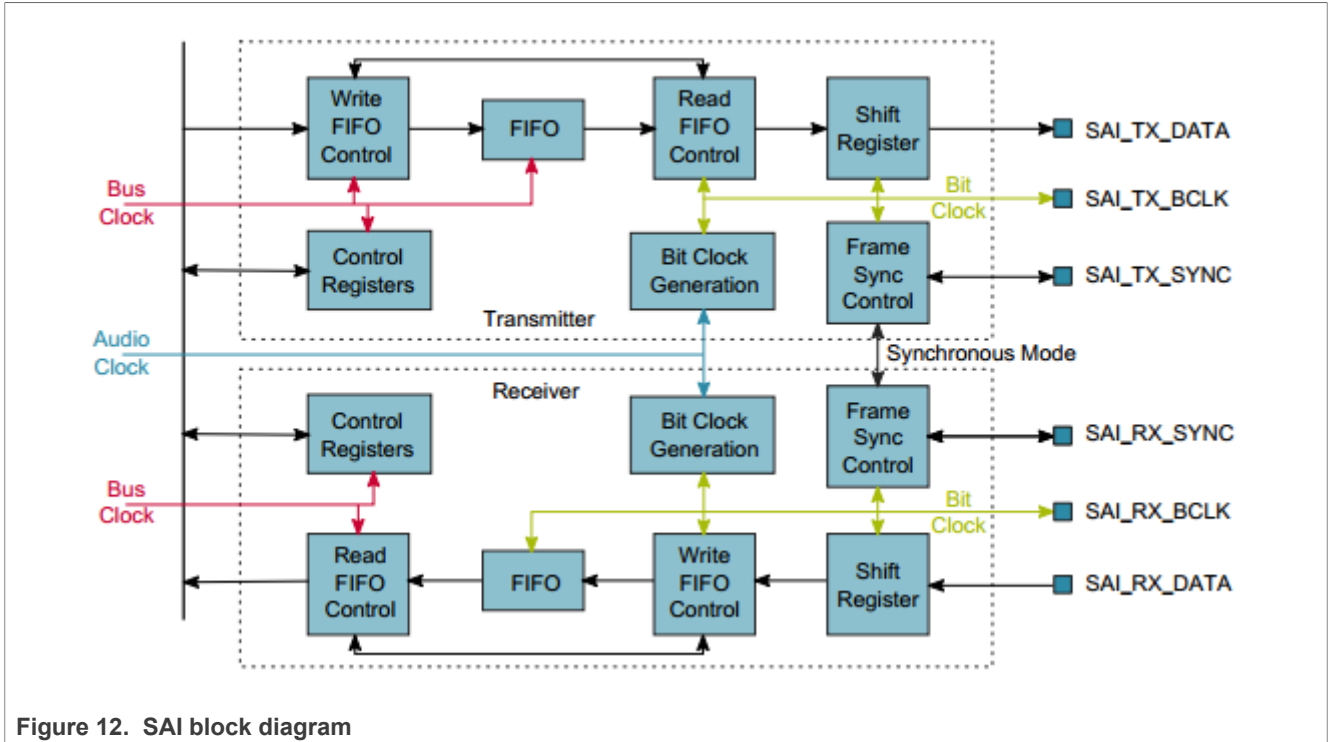 Write
FIFO
Control
FIFO
Read
FIFO
Control
Shift
Register
SAI_TX_DATA
Bus
Clock
Bit
Clock
SAI_TX_BCLK
Control
Registers
Bit Clock
Generation
Frame
Sync
Control
SAI_TX_SYNC
Transmitter
Audio
Clock
Synchronous Mode
Receiver
Control
Registers
Bit Clock
Generation
Frame
Sync
Control
SAI_RX_SYNC
Bus
Clock
Bit
Clock
SAI_RX_BCLK
Read
FIFO
Control
FIFO
Write
FIFO
Control
Shift
Register
SAI_RX_DATA
Figure 12. SAI block diagram